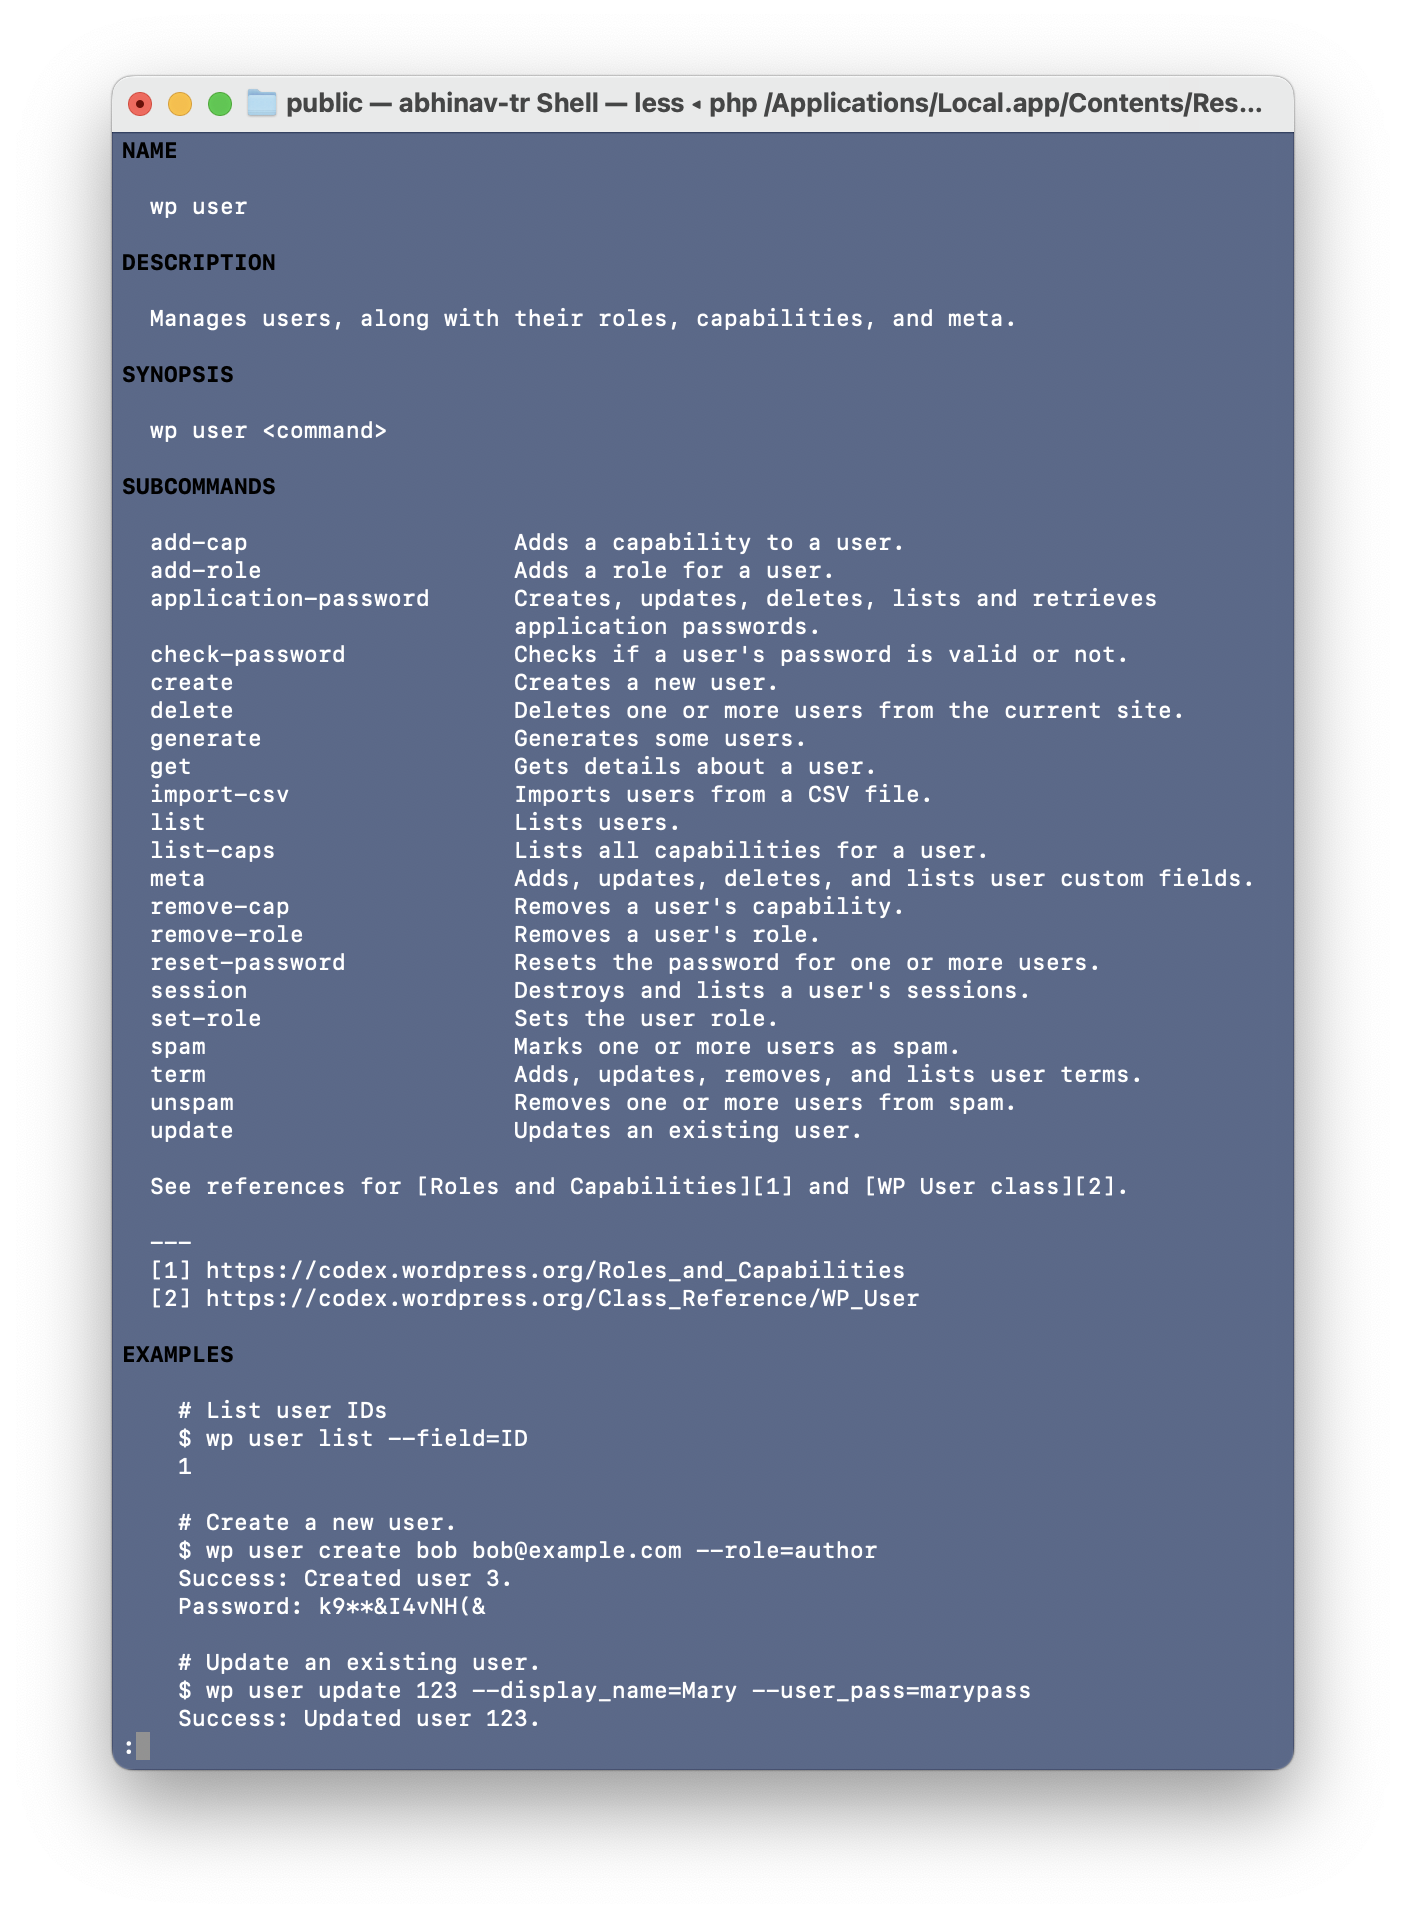 public — abhinav-tr Shell — less ◂ php /Applications/Local.app/Contents/Res...
NAME
wp user
DESCRIPTION
Manages users, along with their roles, capabilities, and meta.
SYNOPSIS
wp user <command>
SUBCOMMANDS
add-cap Adds a capability to a user.
add-role Adds a role for a user.
application-password Creates, updates, deletes, lists and retrieves
application passwords.
check-password Checks if a user's password is valid or not.
create Creates a new user.
delete Deletes one or more users from the current site.
generate Generates some users.
get Gets details about a user.
import-csv Imports users from a CSV file.
list Lists users.
list-caps Lists all capabilities for a user.
meta Adds, updates, deletes, and lists user custom fields.
remove-cap Removes a user's capability.
remove-role Removes a user's role.
reset-password Resets the password for one or more users.
session Destroys and lists a user's sessions.
set-role Sets the user role.
spam Marks one or more users as spam.
term Adds, updates, removes, and lists user terms.
unspam Removes one or more users from spam.
update Updates an existing user.
See references for [Roles and Capabilities][1] and [WP User class][2].
---
[1] https://codex.wordpress.org/Roles_and_Capabilities
[2] https://codex.wordpress.org/Class_Reference/WP_User
EXAMPLES
# List user IDs
$ wp user list --field=ID
1
# Create a new user.
$ wp user create bob bob@example.com --role=author
Success: Created user 3.
Password: k9**&I4vNH(&
# Update an existing user.
$ wp user update 123 --display_name=Mary --user_pass=marypass
Success: Updated user 123.
: